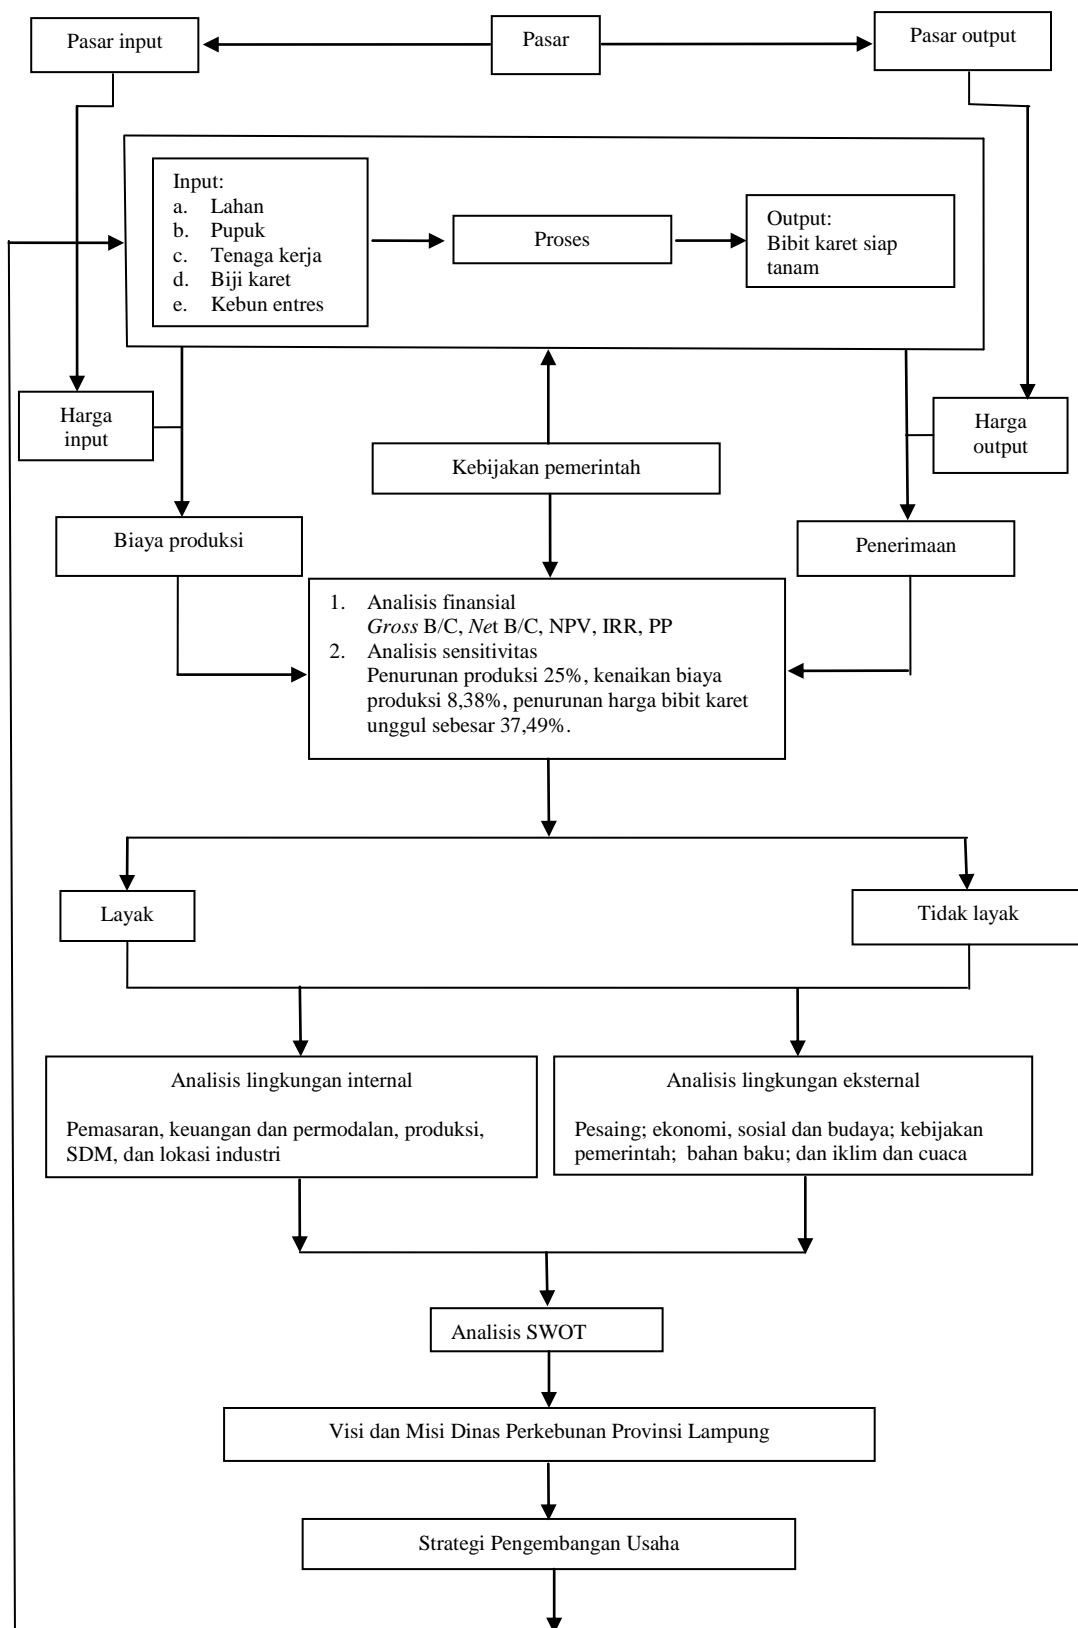 Pasar input
Pasar
Pasar output
Input:
a. Lahan
b. Pupuk
c. Tenaga kerja
d. Biji karet
e. Kebun entres
Proses
Output:
Bibit karet siap
tanam
Harga
input
Harga
output
Kebijakan pemerintah
Biaya produksi
Penerimaan
1. Analisis finansial
Gross B/C, Net B/C, NPV, IRR, PP
2. Analisis sensitivitas
Penurunan produksi 25%, kenaikan biaya
produksi 8,38%, penurunan harga bibit karet
unggul sebesar 37,49%.
Layak
Tidak layak
Analisis lingkungan internal
Pemasaran, keuangan dan permodalan, produksi,
SDM, dan lokasi industri
Analisis lingkungan eksternal
Pesaing; ekonomi, sosial dan budaya; kebijakan
pemerintah; bahan baku; dan iklim dan cuaca
Analisis SWOT
Visi dan Misi Dinas Perkebunan Provinsi Lampung
Strategi Pengembangan Usaha